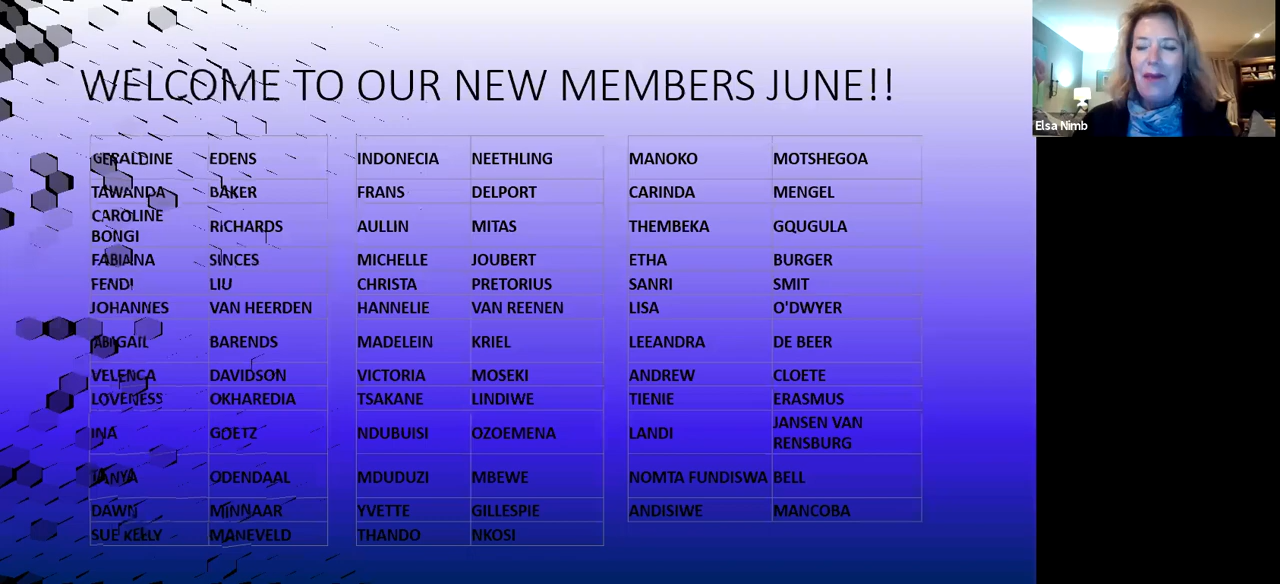 WELCOME TO OUR NEW MEMBERS JUNE!!
GERALDINE EDENS INDONECIA NEETHLING MANOKO MOTSHEGOA
TAWANDA BAKER FRANS DELPORT CARINDA MENGEL
CAROLINE
BONGI RICHARDS AULLIN MITAS THEMBEKA GQUGULA
FABIANA SINCES MICHELLE JOUBERT ETHA BURGER
FENDI LIU CHRISTA PRETORIUS SANRI SMIT
JOHANNES VAN HEERDEN HANNELIE VAN REENEN LISA O'DWYER
ABIGAIL BARENDS MADELEIN KRIEL LEEANDRA DE BEER
VELENCA DAVIDSON VICTORIA MOSEKI ANDREW CLOETE
LOVENESS OKHAREDIA TSAKANE LINDIWE TIENIE ERASMUS
INA GOETZ NDUBUISI OZOEMENA LANDI JANSEN VAN
RENSBURG
TANYA ODENDAAL MDUDUZI MBEWE NOMTA FUNDISWA BELL
DAWN MINNAAR YVETTE GILLESPIE ANDISIWE MANCOBA
SUE KELLY MANEVELD THANDO NKOSI
Elsa Nimb